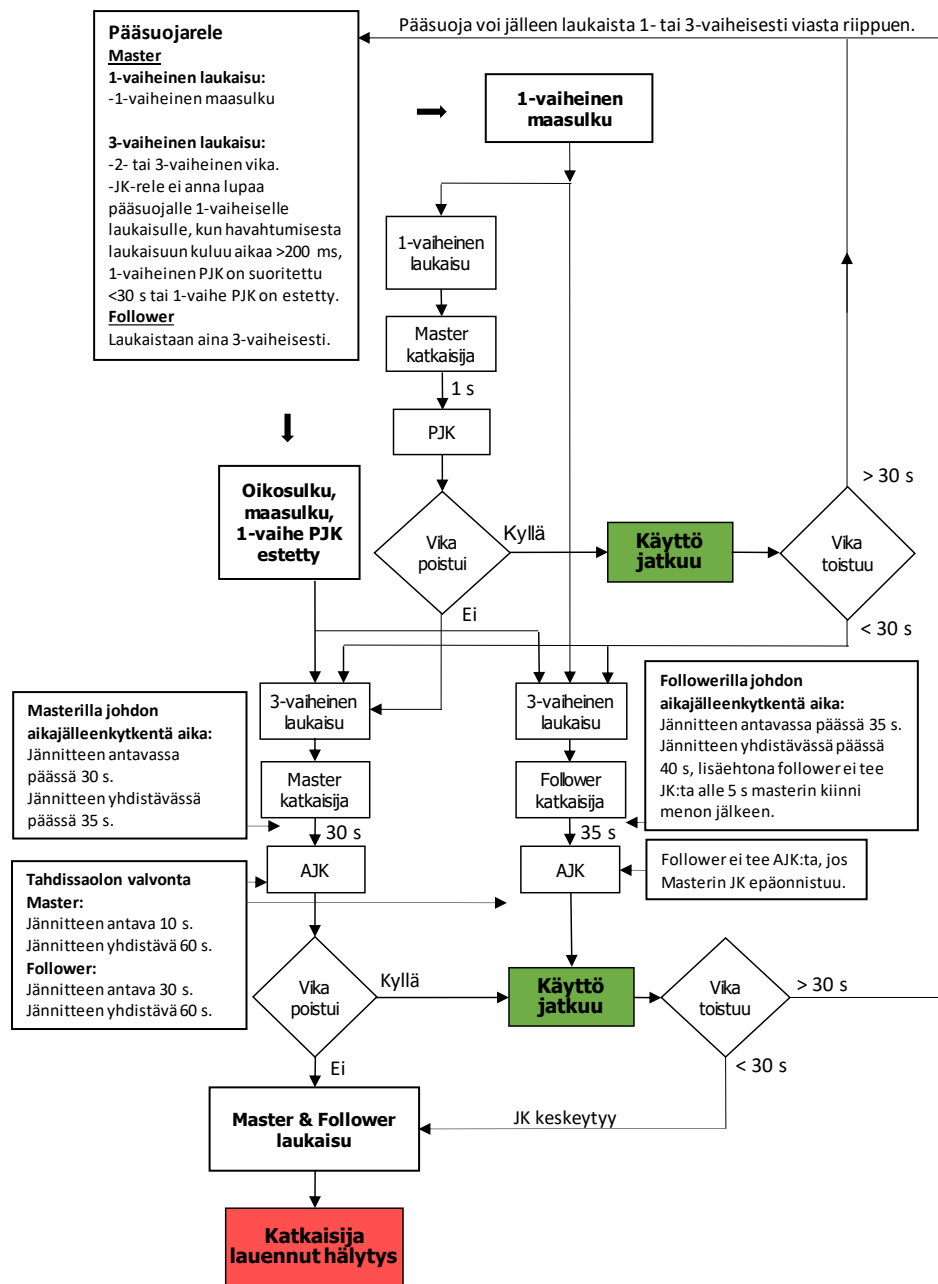 Pääsuoja voi jälleen laukaista 1- tai 3-vaiheisesti viasta riippuen.
Pääsuojarele
Master
1-vaiheinen laukaisu:
-1-vaiheinen maasulku
3-vaiheinen laukaisu:
-2- tai 3-vaiheinen vika.
-JK-rele ei anna lupaa
pääsuojalle 1-vaiheiselle
laukaisulle, kun havahtumisesta
laukaisuun kuluu aikaa >200 ms,
1-vaiheinen PJK on suoritettu
<30 s tai 1-vaihe PJK on estetty.
Follower
Laukaistaan aina 3-vaiheisesti.
1-vaiheinen
maasulku
1-vaiheinen
laukaisu
Master
katkaisija
1 s
PJK
Oikosulku,
maasulku,
1-vaihe PJK
estetty
Vika
poistui
Kyllä
Ei
Käyttö
jatkuu
Vika
toistuu
> 30 s
< 30 s
Masterilla johdon
aikajälleenkytkentä aika:
Jännitteen antavassa
päässä 30 s.
Jännitteen yhdistävässä
päässä 35 s.
3-vaiheinen
laukaisu
Master
katkaisija
30 s
AJK
3-vaiheinen
laukaisu
Follower
katkaisija
35 s
AJK
Followerilla johdon
aikajälleenkytkentä aika:
Jännitteen antavassa päässä 35 s.
Jännitteen yhdistävässä päässä
40 s, lisäehtona follower ei tee
JK:ta alle 5 s masterin kiinni
menon jälkeen.
Follower ei tee AJK:ta, jos
Masterin JK epäonnistuu.
Tahdissaolon valvonta
Master:
Jännitteen antava 10 s.
Jännitteen yhdistävä 60 s.
Follower:
Jännitteen antava 30 s.
Jännitteen yhdistävä 60 s.
Vika
poistui
Kyllä
Ei
Käyttö
jatkuu
Vika
toistuu
> 30 s
< 30 s
JK keskeytyy
Master & Follower
laukaisu
Katkaisija
lauennut hälytys